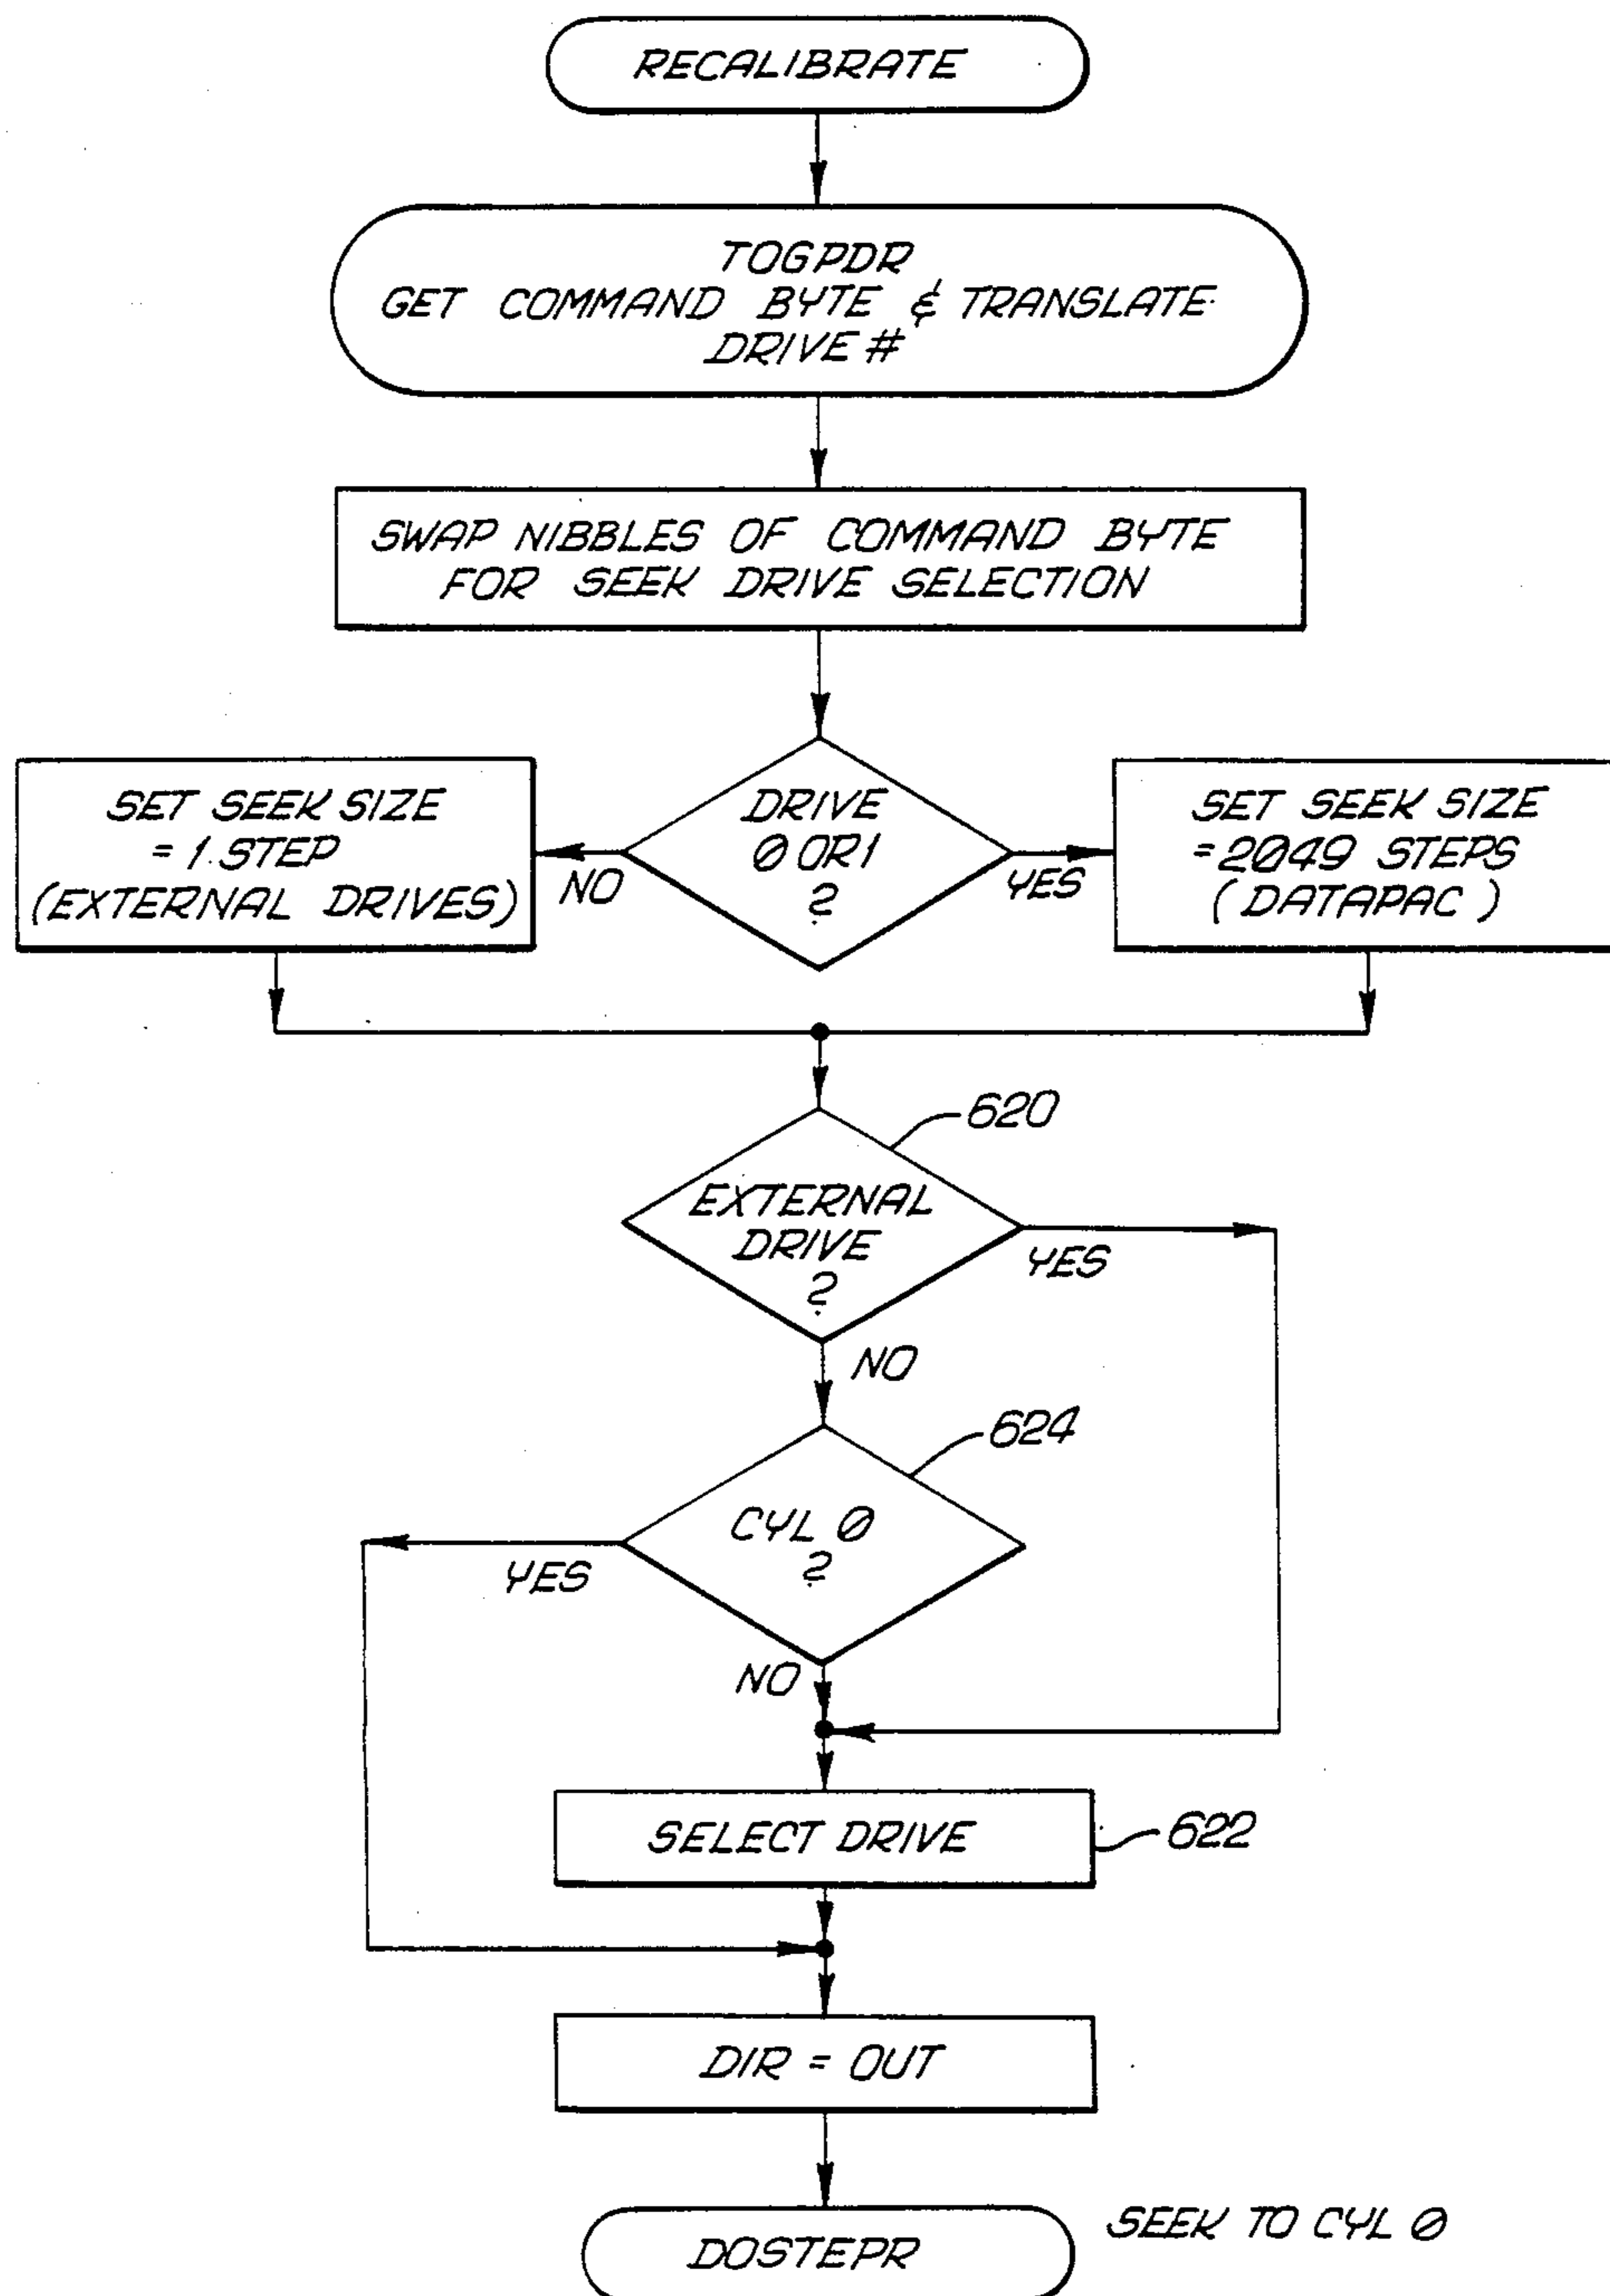 RECALIBRATE
TOGPDR
GET COMMAND BYTE & TRANSLATE
DRIVE #
SWAP NIBBLES OF COMMAND BYTE
FOR SEEK DRIVE SELECTION
SET SEEK SIZE
= 1 STEP
(EXTERNAL DRIVES)
NO
DRIVE
Ø OR 1
?
YES
SET SEEK SIZE
= 2Ø49 STEPS
(DATAPAC)
620
EXTERNAL
DRIVE
?
YES
NO
624
CYL Ø
?
YES
NO
SELECT DRIVE
622
DIR = OUT
DOSTEPR
SEEK TO CYL Ø